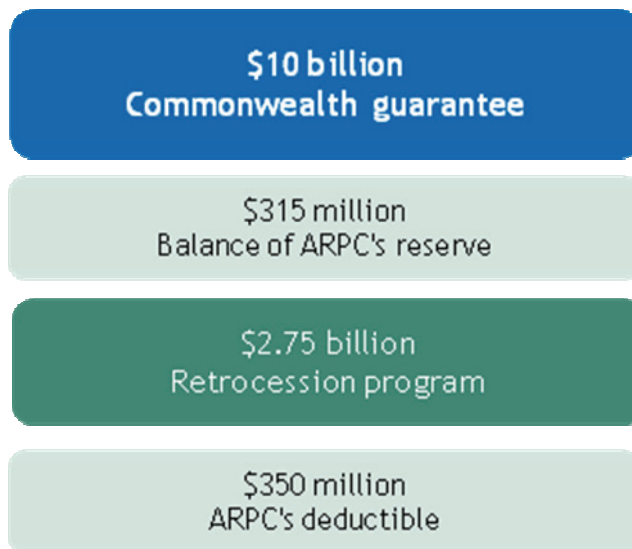 $10 billion
Commonwealth guarantee
$315 million
Balance of ARPC's reserve
$2.75 billion
Retrocession program
$350 million
ARPC's deductible